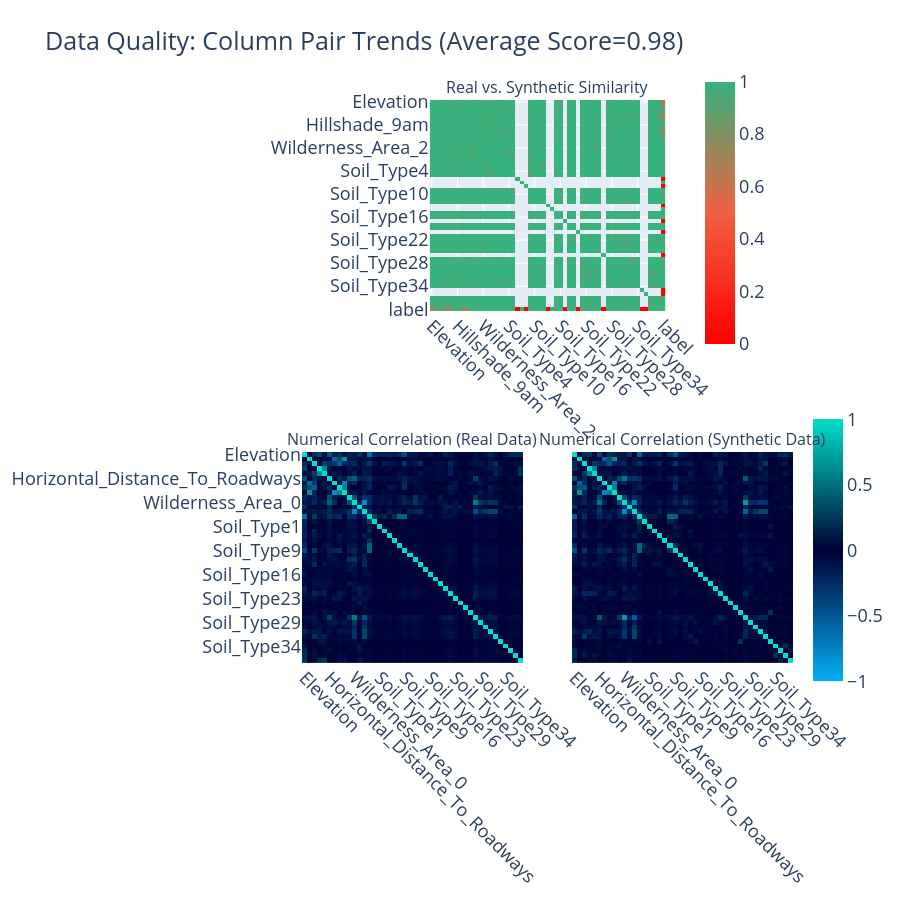 Data Quality: Column Pair Trends (Average Score=0.98)
Real vs. Synthetic Similarity
Elevation
Hillshade_9am
Wilderness_Area_2
Soil_Type4
Soil_Type10
Soil_Type16
Soil_Type22
Soil_Type28
Soil_Type34
label
Elevation
Hillshade_9am
Wilderness_Area_2
Soil_Type4
Soil_Type10
Soil_Type16
Soil_Type22
Soil_Type28
Soil_Type34
label
1
0.8
0.6
0.4
0.2
0
Numerical Correlation (Real Data)
Elevation
Horizontal_Distance_To_Roadways
Wilderness_Area_0
Soil_Type1
Soil_Type9
Soil_Type16
Soil_Type23
Soil_Type29
Soil_Type34
Elevation
Horizontal_Distance_To_Roadways
Wilderness_Area_0
Soil_Type1
Soil_Type9
Soil_Type16
Soil_Type23
Soil_Type29
Soil_Type34
Numerical Correlation (Synthetic Data)
Elevation
Horizontal_Distance_To_Roadways
Wilderness_Area_0
Soil_Type1
Soil_Type9
Soil_Type16
Soil_Type23
Soil_Type29
Soil_Type34
1
0.5
0
−0.5
−1